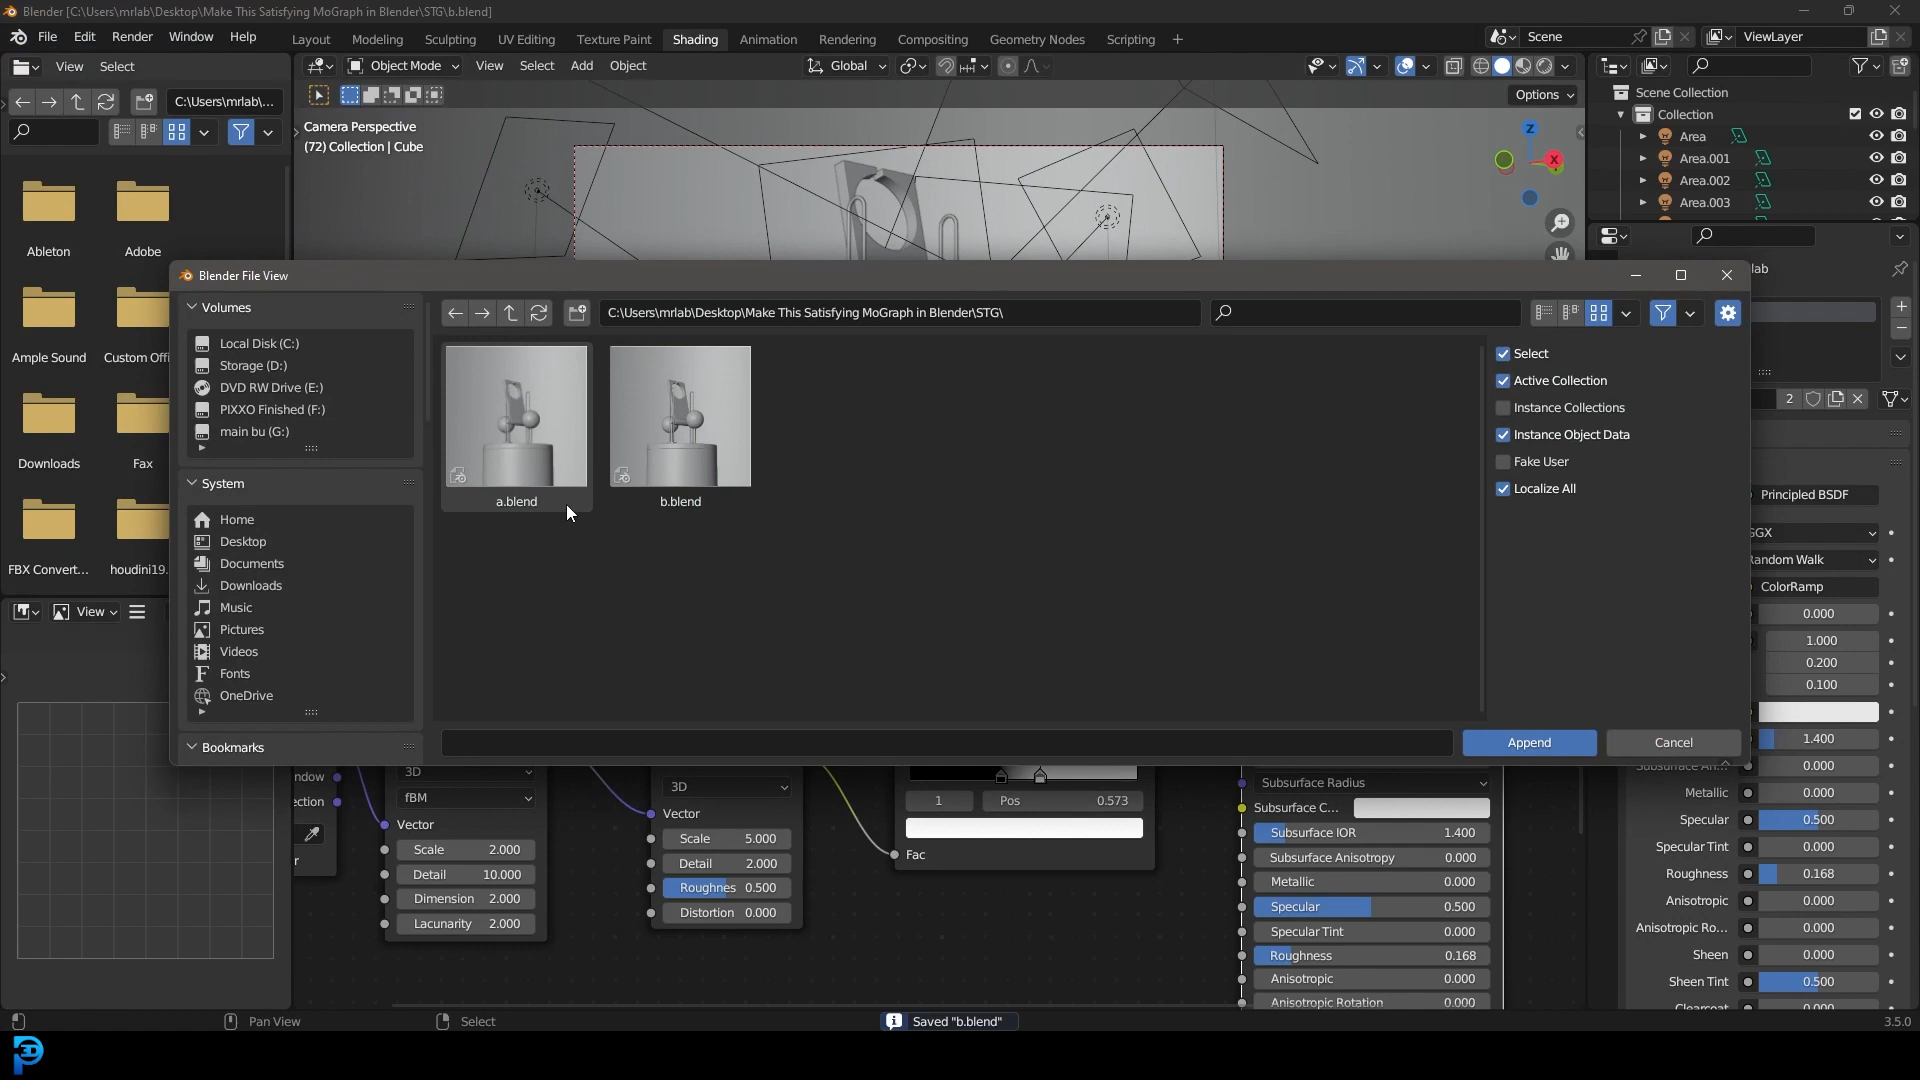 Blender [C:\Users\mrlab\Desktop\Make This Satisfying MoGraph in Blender\STG\b.blend]
File Edit Render Window Help
Layout Modeling Sculpting UV Editing Texture Paint Shading Animation Rendering Compositing Geometry Nodes Scripting +
Scene
ViewLayer
View Select
Object Mode View Select Add Object
Global
C:\Users\mrlab\...
Options
Camera Perspective
(72) Collection | Cube
Z
X
Scene Collection
Collection
Area
Area.001
Area.002
Area.003
Ableton
Adobe
Ample Sound
Custom Offi
Downloads
Fax
FBX Convert...
houdini19.
Blender File View
Volumes
Local Disk (C:)
Storage (D:)
DVD RW Drive (E:)
PIXXO Finished (F:)
main bu (G:)
System
Home
Desktop
Documents
Downloads
Music
Pictures
Videos
Fonts
OneDrive
Bookmarks
C:\Users\mrlab\Desktop\Make This Satisfying MoGraph in Blender\STG\
a.blend
b.blend
Select
Active Collection
Instance Collections
Instance Object Data
Fake User
Localize All
Append
Cancel
lab
2
Principled BSDF
GGX
Random Walk
ColorRamp
0.000
1.000
0.200
0.100
1.400
0.000
Metallic 0.000
Specular 0.500
Specular Tint 0.000
Roughness 0.168
Anisotropic 0.000
Anisotropic Ro... 0.000
Sheen 0.000
Sheen Tint 0.500
Clearcoat 0.000
View
ndow
ection
r
3D
fBM
Vector
Scale 2.000
Detail 10.000
Dimension 2.000
Lacunarity 2.000
3D
Vector
Scale 5.000
Detail 2.000
Roughnes 0.500
Distortion 0.000
1 Pos 0.573
Fac
Subsurface Radius
Subsurface C...
Subsurface IOR 1.400
Subsurface Anisotropy 0.000
Metallic 0.000
Specular 0.500
Specular Tint 0.000
Roughness 0.168
Anisotropic 0.000
Anisotropic Rotation 0.000
Pan View
Select
Saved "b.blend"
3.5.0